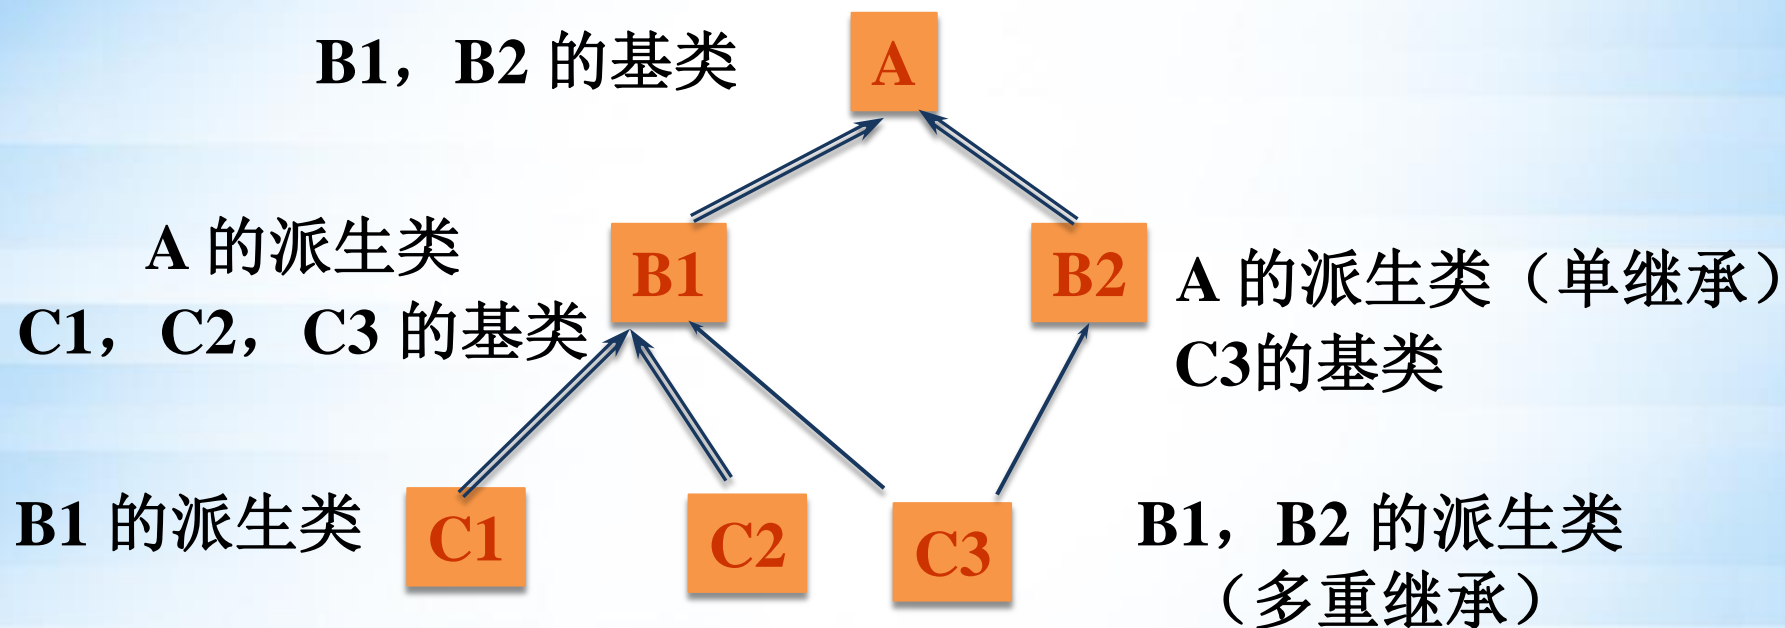 B1，B2 的基类
A
A 的派生类
C1，C2，C3 的基类
B1
B2
A 的派生类（单继承）
C3的基类
B1 的派生类
C1
C2
C3
B1，B2 的派生类
（多重继承）